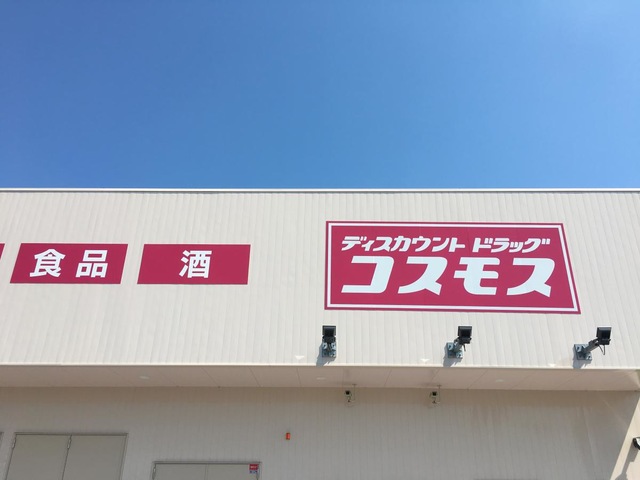 食品
酒
ディスカウント ドラッグ
コスモス